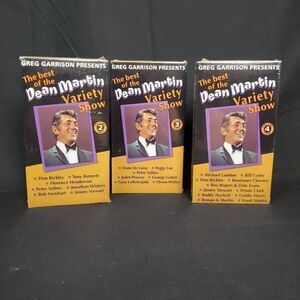 GREG GARRISON PRESENTS
The best
of the
Dean Martin
Variety
Show
2
Don Rickles Tony Bennett
Florence Henderson
Peter Sellers Jonathan Winters
Bob Newhart Jimmy Stewart
GREG GARRISON PRESENTS
The best
of the
Dean Martin
Variety
Show
3
Dom De Luise Peggy Lee
Peter Sellers
Juliet Prowse George Gobel
Gina Lollobrigida Orson Welles
GREG GARRISON PRESENTS
The best
of the
Dean Martin
Variety
Show
4
Michael Landon Bill Cosby
Don Rickles Rosemary Clooney
Roy Rogers & Dale Evans
Jimmy Stewart Petula Clark
Buddy Hackett Goldie Hawn
Rowan & Martin Frank Sinatra